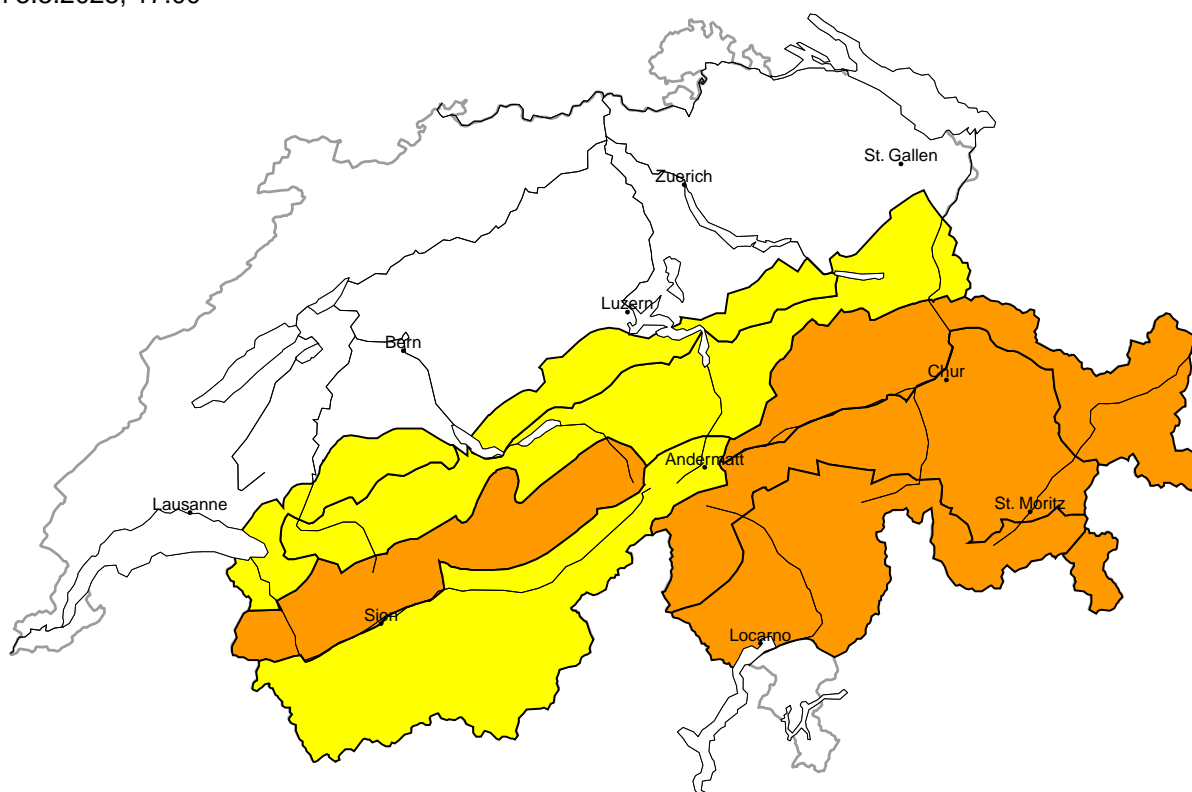 St. Gallen
Zuerich
Luzern
Bern
Chur
Andermatt
Lausanne
St. Moritz
Sion
Locarno